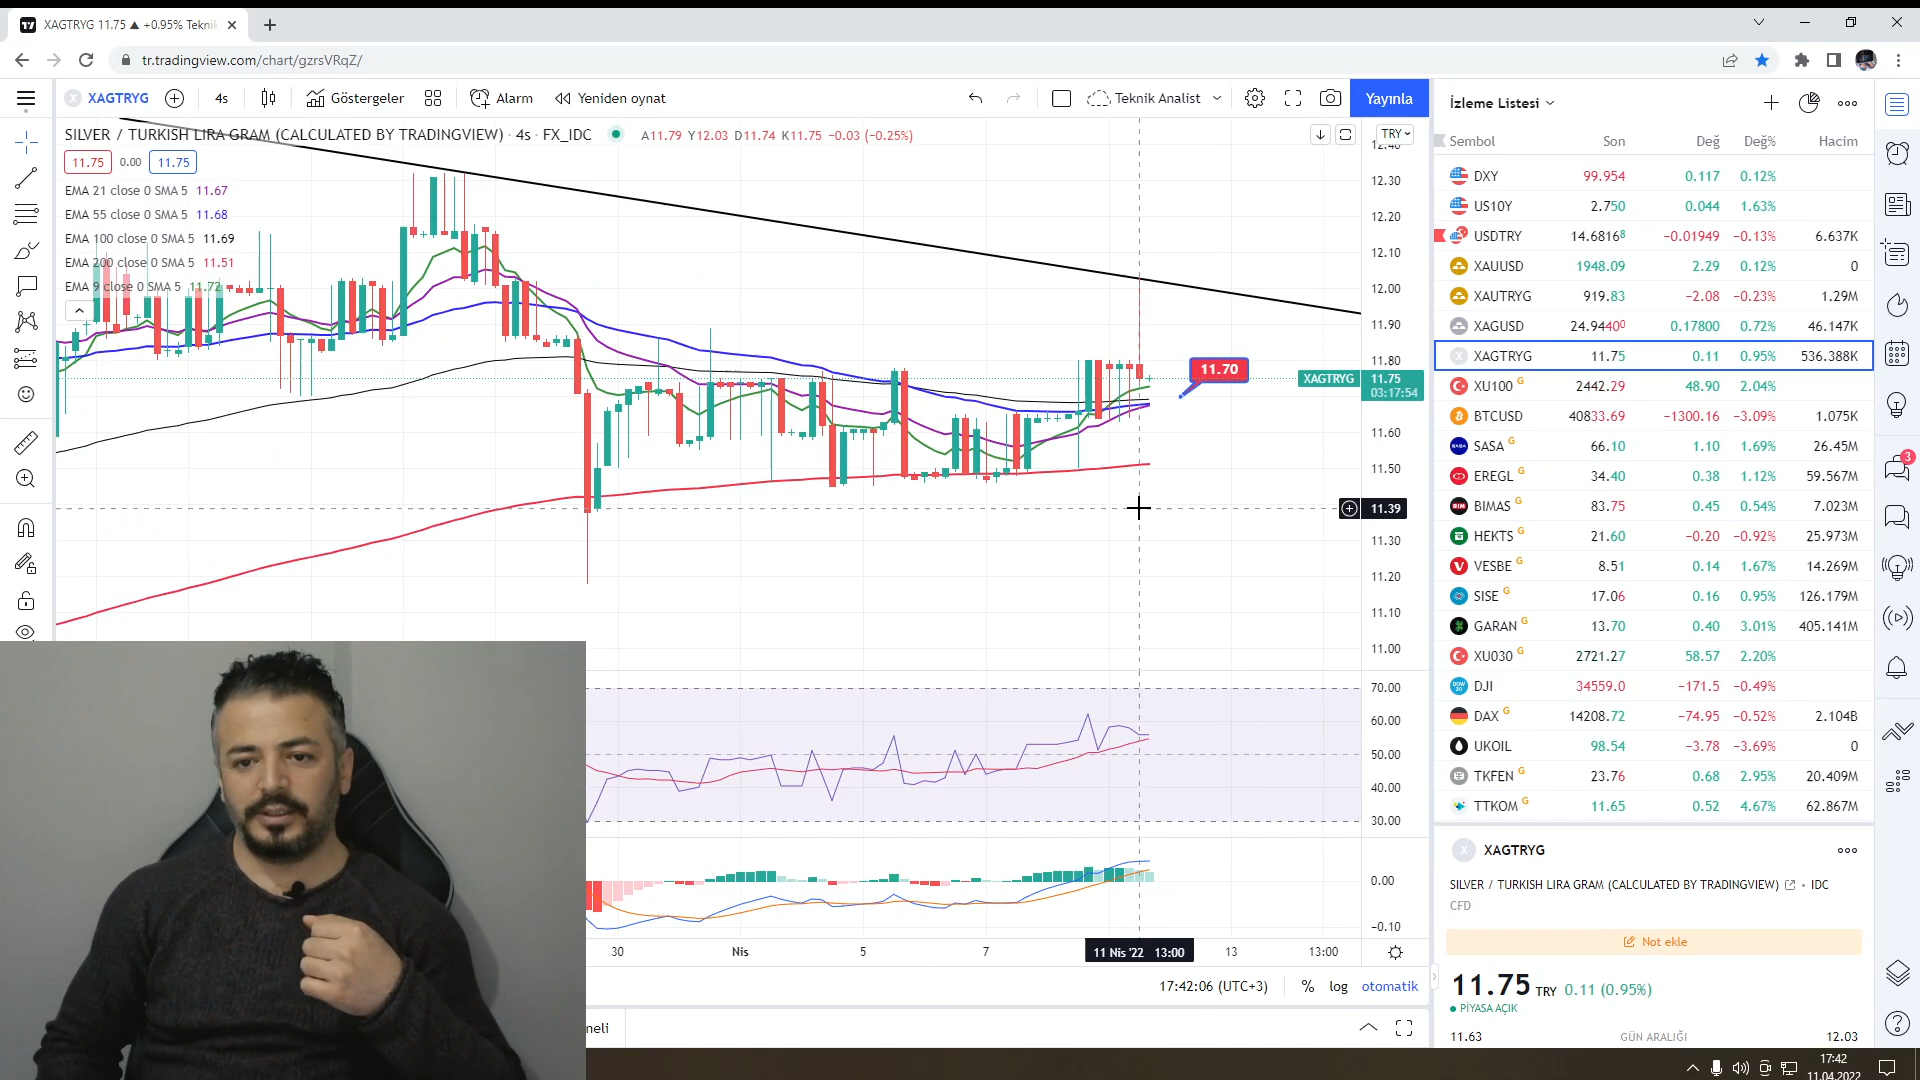 XAGTRYG 11.75 ▲ +0.95% Teknik
tr.tradingview.com/chart/gzrsVRqZ/
XAGTRYG
4s
Göstergeler
Alarm
Yeniden oynat
Teknik Analist
Yayınla
SILVER / TURKISH LIRA GRAM (CALCULATED BY TRADINGVIEW) · 4s · FX_IDC
A11.79 Y12.03 D11.74 K11.75 −0.03 (−0.25%)
TRY
11.75 0.00 11.75
EMA 21 close 0 SMA 5 11.67
EMA 55 close 0 SMA 5 11.68
EMA 100 close 0 SMA 5 11.69
EMA 200 close 0 SMA 5 11.51
EMA 9 close 0 SMA 5 11.72
11.70
12.40
12.30
12.20
12.10
12.00
11.90
11.80
XAGTRYG 11.75
03:17:54
11.60
11.50
11.39
11.30
11.20
11.10
11.00
70.00
60.00
50.00
40.00
30.00
0.00
−0.10
30 Nis 5 7 11 Nis '22 13:00 13 13:00
17:42:06 (UTC+3) % log otomatik
neli
İzleme Listesi
Sembol Son Değ Değ% Hacim
DXY 99.954 0.117 0.12%
US10Y 2.750 0.044 1.63%
USDTRY 14.6816⁸ −0.01949 −0.13% 6.637K
XAUUSD 1948.09 2.29 0.12% 0
XAUTRYG 919.83 −2.08 −0.23% 1.29M
XAGUSD 24.9440⁰ 0.17800 0.72% 46.147K
XAGTRYG 11.75 0.11 0.95% 536.388K
XU100 G 2442.29 48.90 2.04%
BTCUSD 40833.69 −1300.16 −3.09% 1.075K
SASA G 66.10 1.10 1.69% 26.45M
EREGL G 34.40 0.38 1.12% 59.567M
BIMAS G 83.75 0.45 0.54% 7.023M
HEKTS G 21.60 −0.20 −0.92% 25.973M
VESBE G 8.51 0.14 1.67% 14.269M
SISE G 17.06 0.16 0.95% 126.179M
GARAN G 13.70 0.40 3.01% 405.141M
XU030 G 2721.27 58.57 2.20%
DJI 34559.0 −171.5 −0.49%
DAX G 14208.72 −74.95 −0.52% 2.104B
UKOIL 98.54 −3.78 −3.69% 0
TKFEN G 23.76 0.68 2.95% 20.409M
TTKOM G 11.65 0.52 4.67% 62.867M
3
X XAGTRYG
SILVER / TURKISH LIRA GRAM (CALCULATED BY TRADINGVIEW) • IDC
CFD
Not ekle
11.75 TRY 0.11 (0.95%)
PİYASA AÇIK
11.63 GÜN ARALIĞI 12.03
17:42
11.04.2022